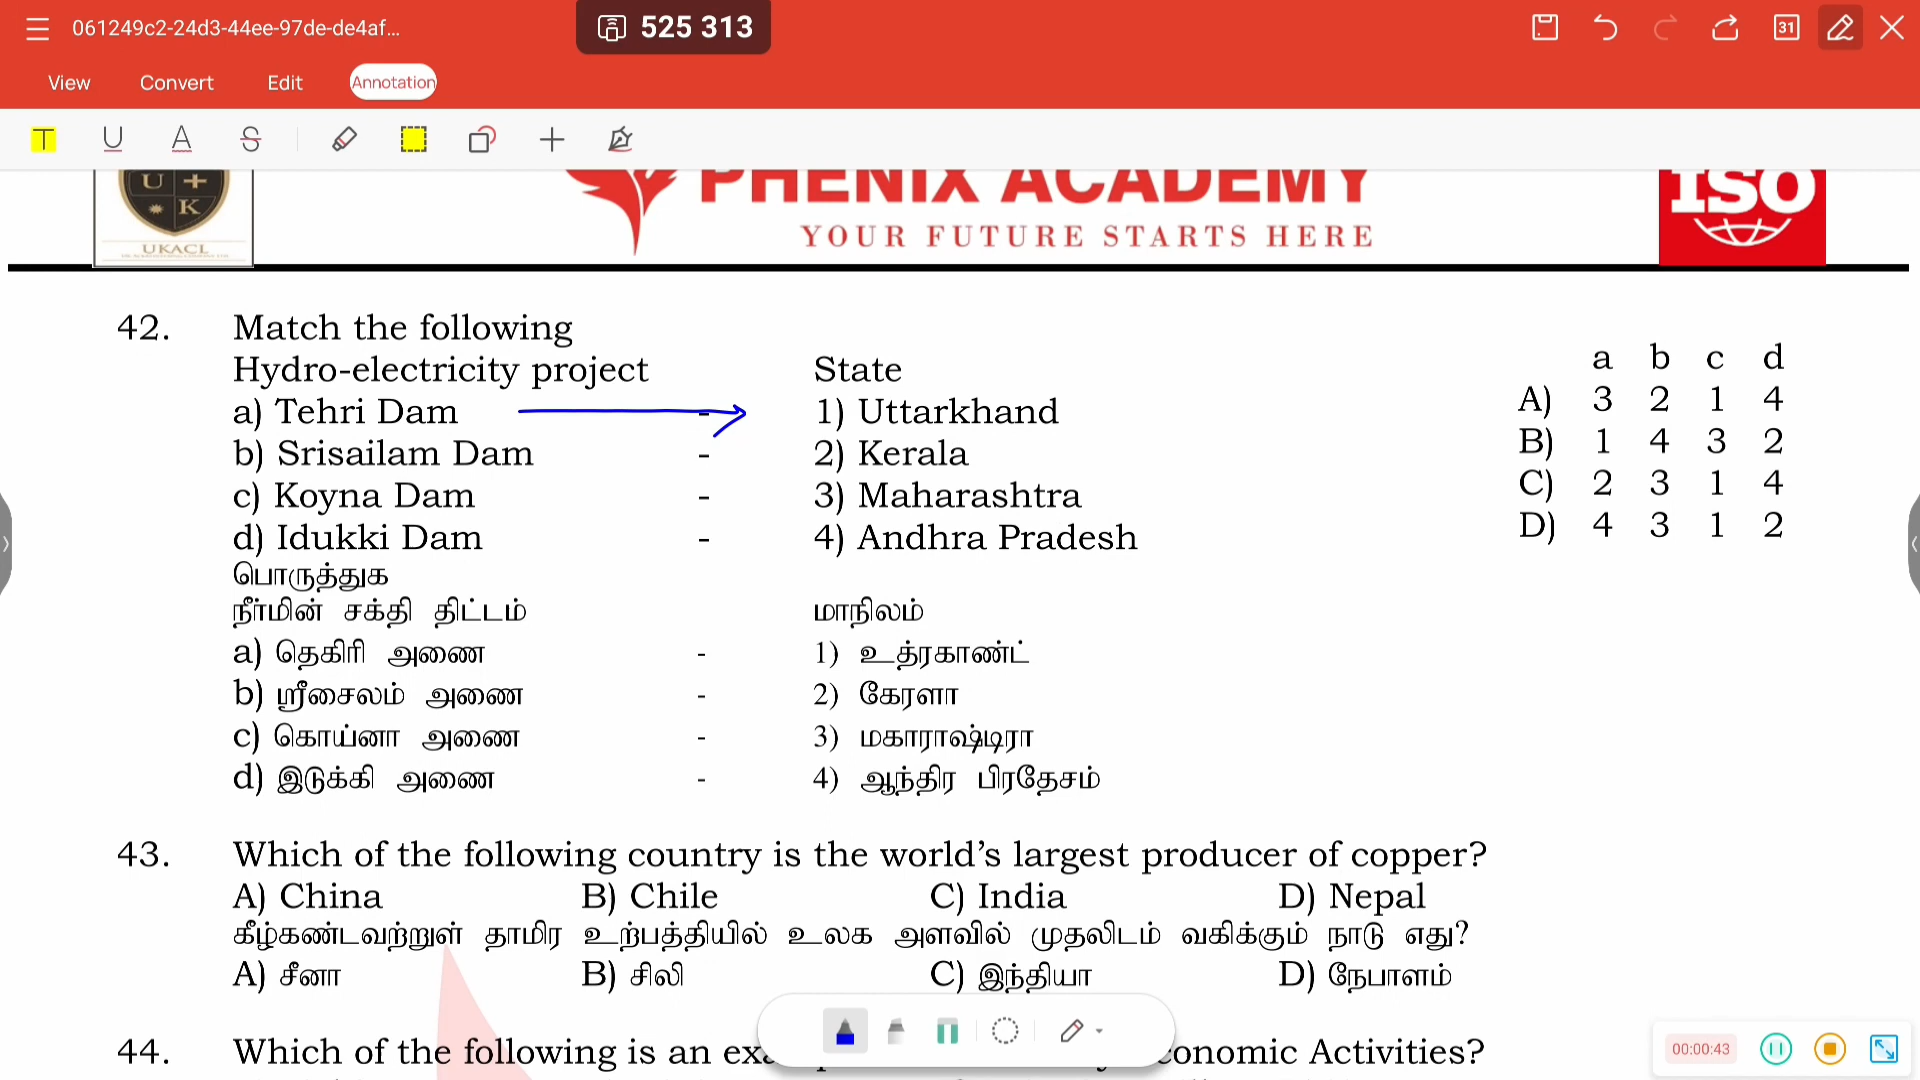 061249c2-24d3-44ee-97de-de4af...
525 313
31
View Convert Edit Annotation
T U A S
U K
UKACL
PHENIX ACADEMY
YOUR FUTURE STARTS HERE
ISO
42. Match the following
Hydro-electricity project State
a) Tehri Dam - 1) Uttarkhand
b) Srisailam Dam - 2) Kerala
c) Koyna Dam - 3) Maharashtra
d) Idukki Dam - 4) Andhra Pradesh
a b c d
A) 3 2 1 4
B) 1 4 3 2
C) 2 3 1 4
D) 4 3 1 2
பொருத்துக
நீர்மின் சக்தி திட்டம் மாநிலம்
a) தெகிரி அணை - 1) உத்ரகாண்ட்
b) ஸ்ரீசைலம் அணை - 2) கேரளா
c) கொய்னா அணை - 3) மகாராஷ்டிரா
d) இடுக்கி அணை - 4) ஆந்திர பிரதேசம்
43. Which of the following country is the world’s largest producer of copper?
A) China B) Chile C) India D) Nepal
கீழ்கண்டவற்றுள் தாமிர உற்பத்தியில் உலக அளவில் முதலிடம் வகிக்கும் நாடு எது?
A) சீனா B) சிலி C) இந்தியா D) நேபாளம்
44. Which of the following is an Activities?
00:00:43